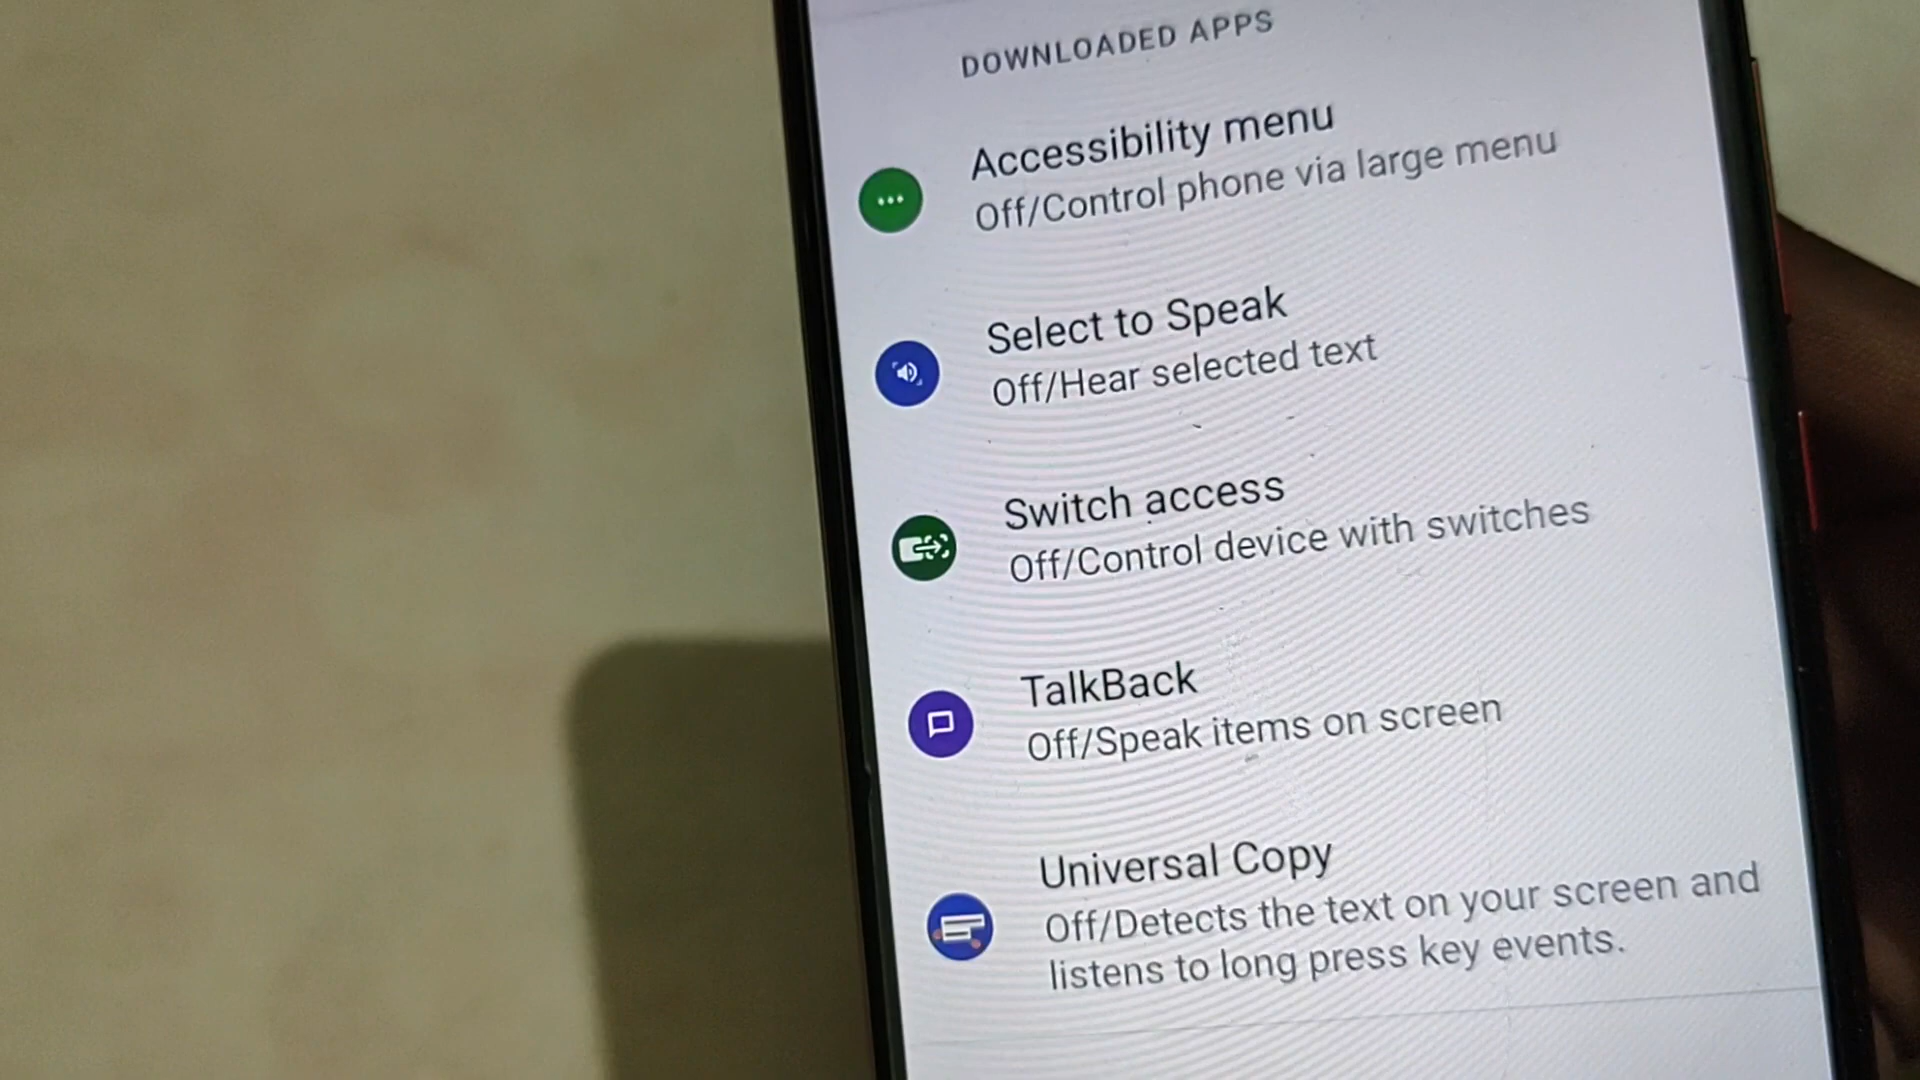 DOWNLOADED APPS
Accessibility menu
Off/Control phone via large menu
Select to Speak
Off/Hear selected text
Switch access
Off/Control device with switches
TalkBack
Off/Speak items on screen
Universal Copy
Off/Detects the text on your screen and
listens to long press key events.